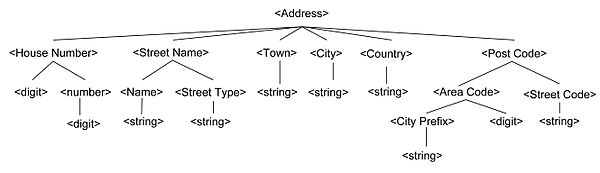 <Address>
<House Number> <Street Name> <Town> <City> <Country> <Post Code>
<digit> <number> <Name> <Street Type> <string> <string> <string> <Area Code> <Street Code>
<digit> <string> <string> <City Prefix> <digit> <string>
<string>